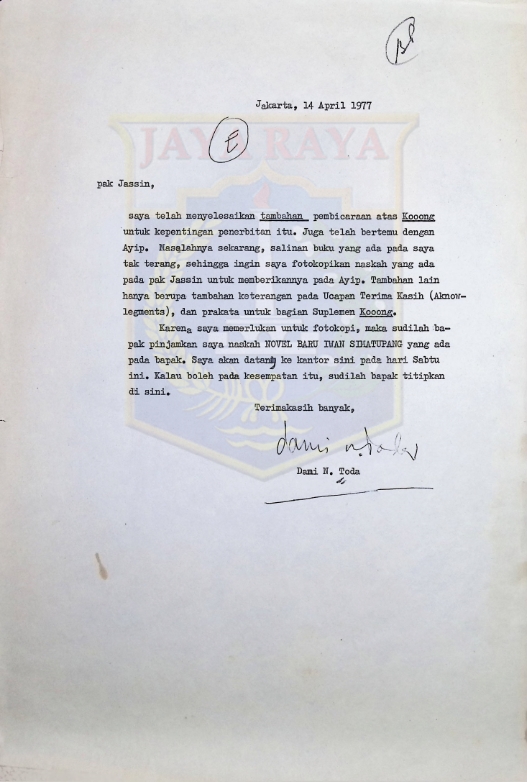 Jakarta, 14 April 1977
E
JAYA RAYA
pak Jassin,
saya telah menyelesaikan tambahan pembicaraan atas Kooong
untuk kepentingan penerbitan itu. Juga telah bertemu dengan
Ayip. Masalahnya sekarang, salinan buku yang ada pada saya
tak terang, sehingga ingin saya fotokopikan naskah yang ada
pada pak Jassin untuk memberikannya pada Ayip. Tambahan lain
hanya berupa tambahan keterangan pada Ucapan Terima Kasih (Aknow-
legments), dan prakata untuk bagian Suplemen Kooong.
Karena saya memerlukan untuk fotokopi, maka sudilah ba-
pak pinjamkan saya naskah NOVEL BARU IWAN SIMATUPANG yang ada
pada bapak. Saya akan datang ke kantor sini pada hari Sabtu
ini. Kalau boleh pada kesempatan itu, sudilah bapak titipkan
di sini.
Terimakasih banyak,
dami n. toda
Dami N. Toda